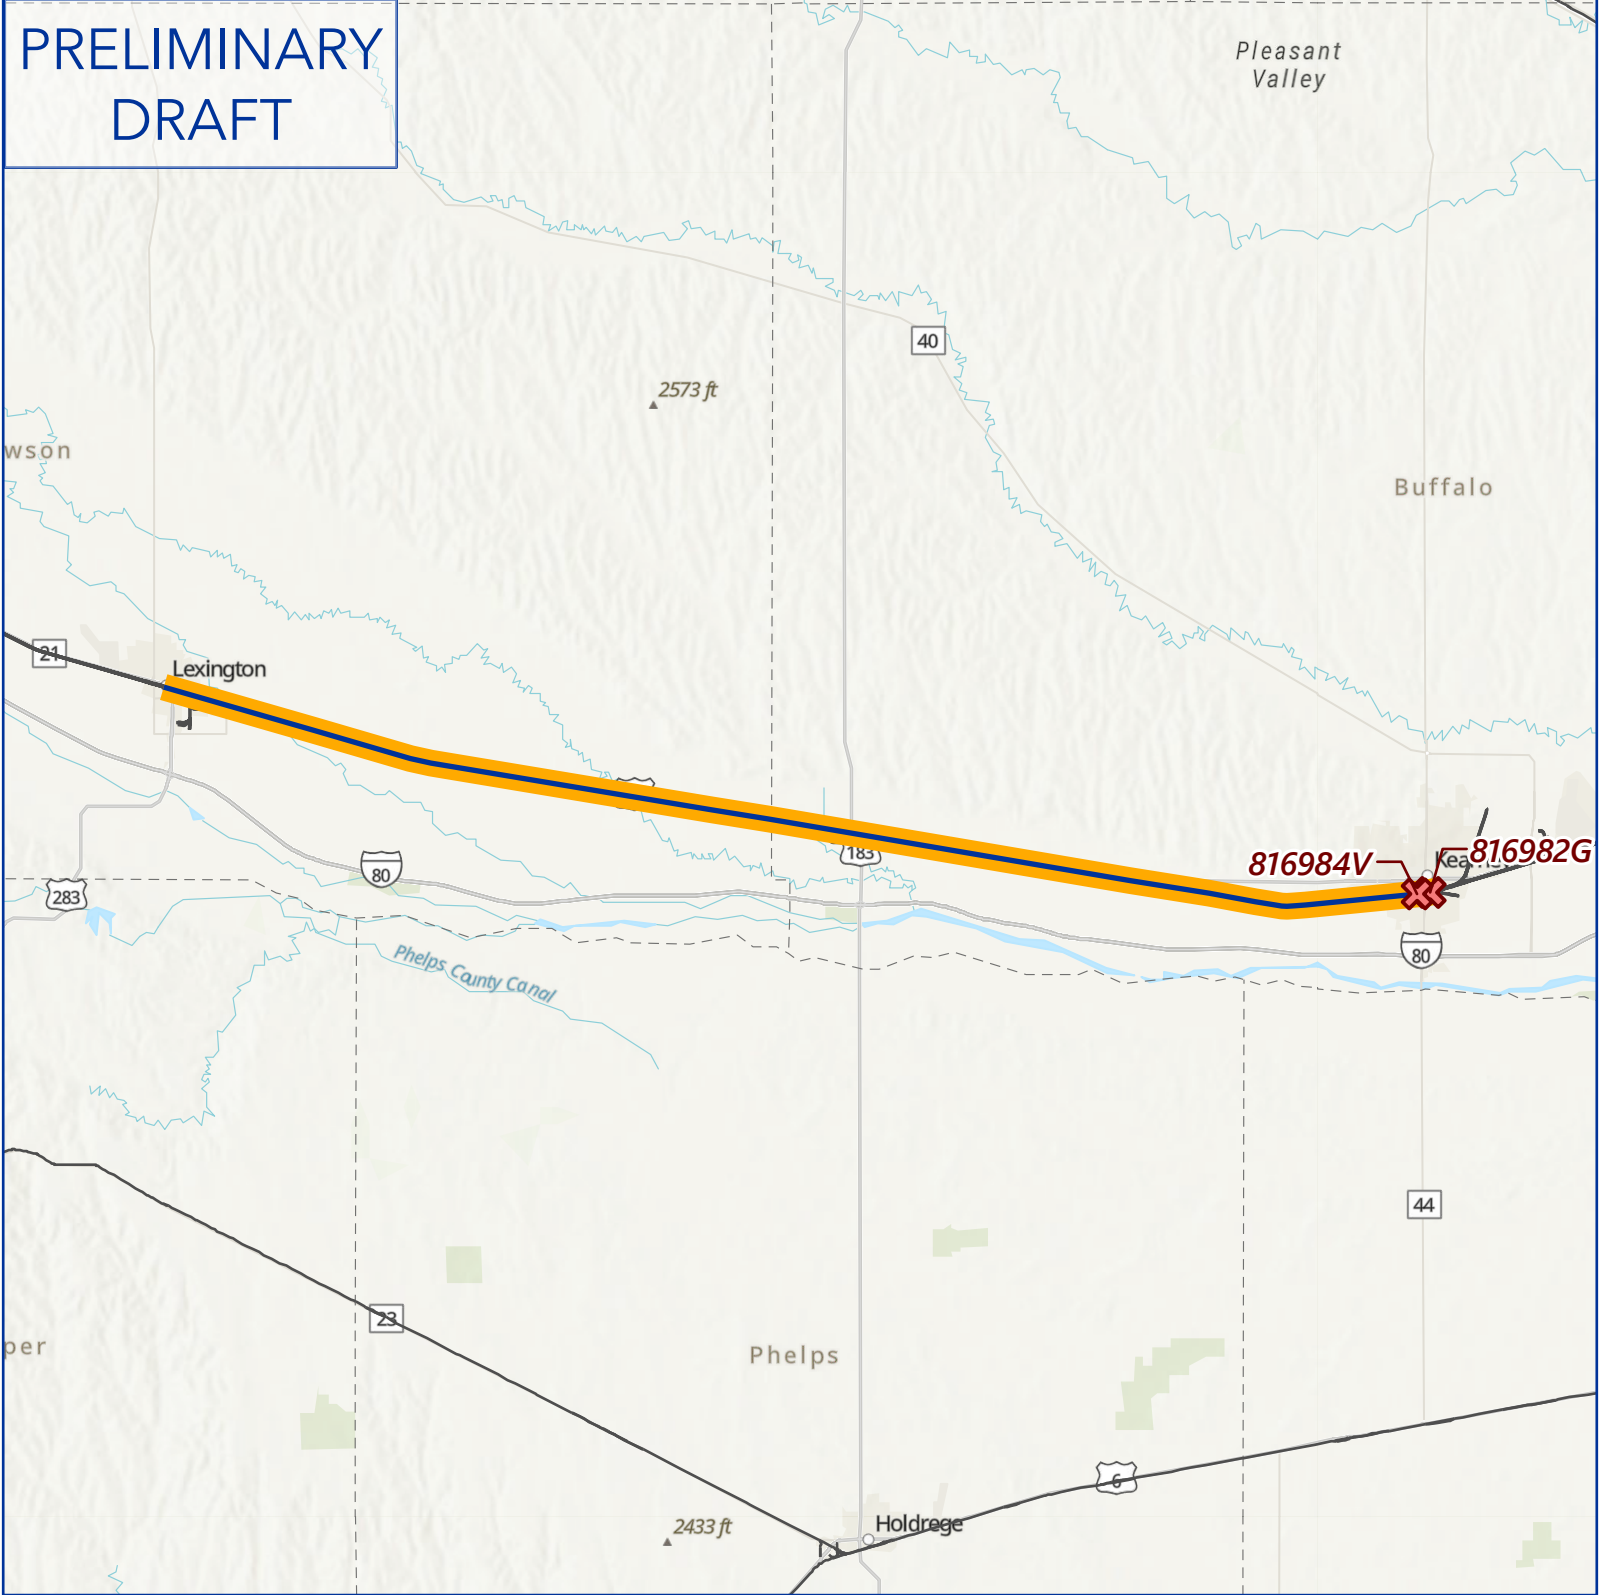 PRELIMINARY
DRAFT
Pleasant
Valley
40
2573 ft
wson
Buffalo
21
Lexington
183
816984V
816982G
80
283
80
Phelps County Canal
44
23
per
Phelps
6
2433 ft
Holdrege